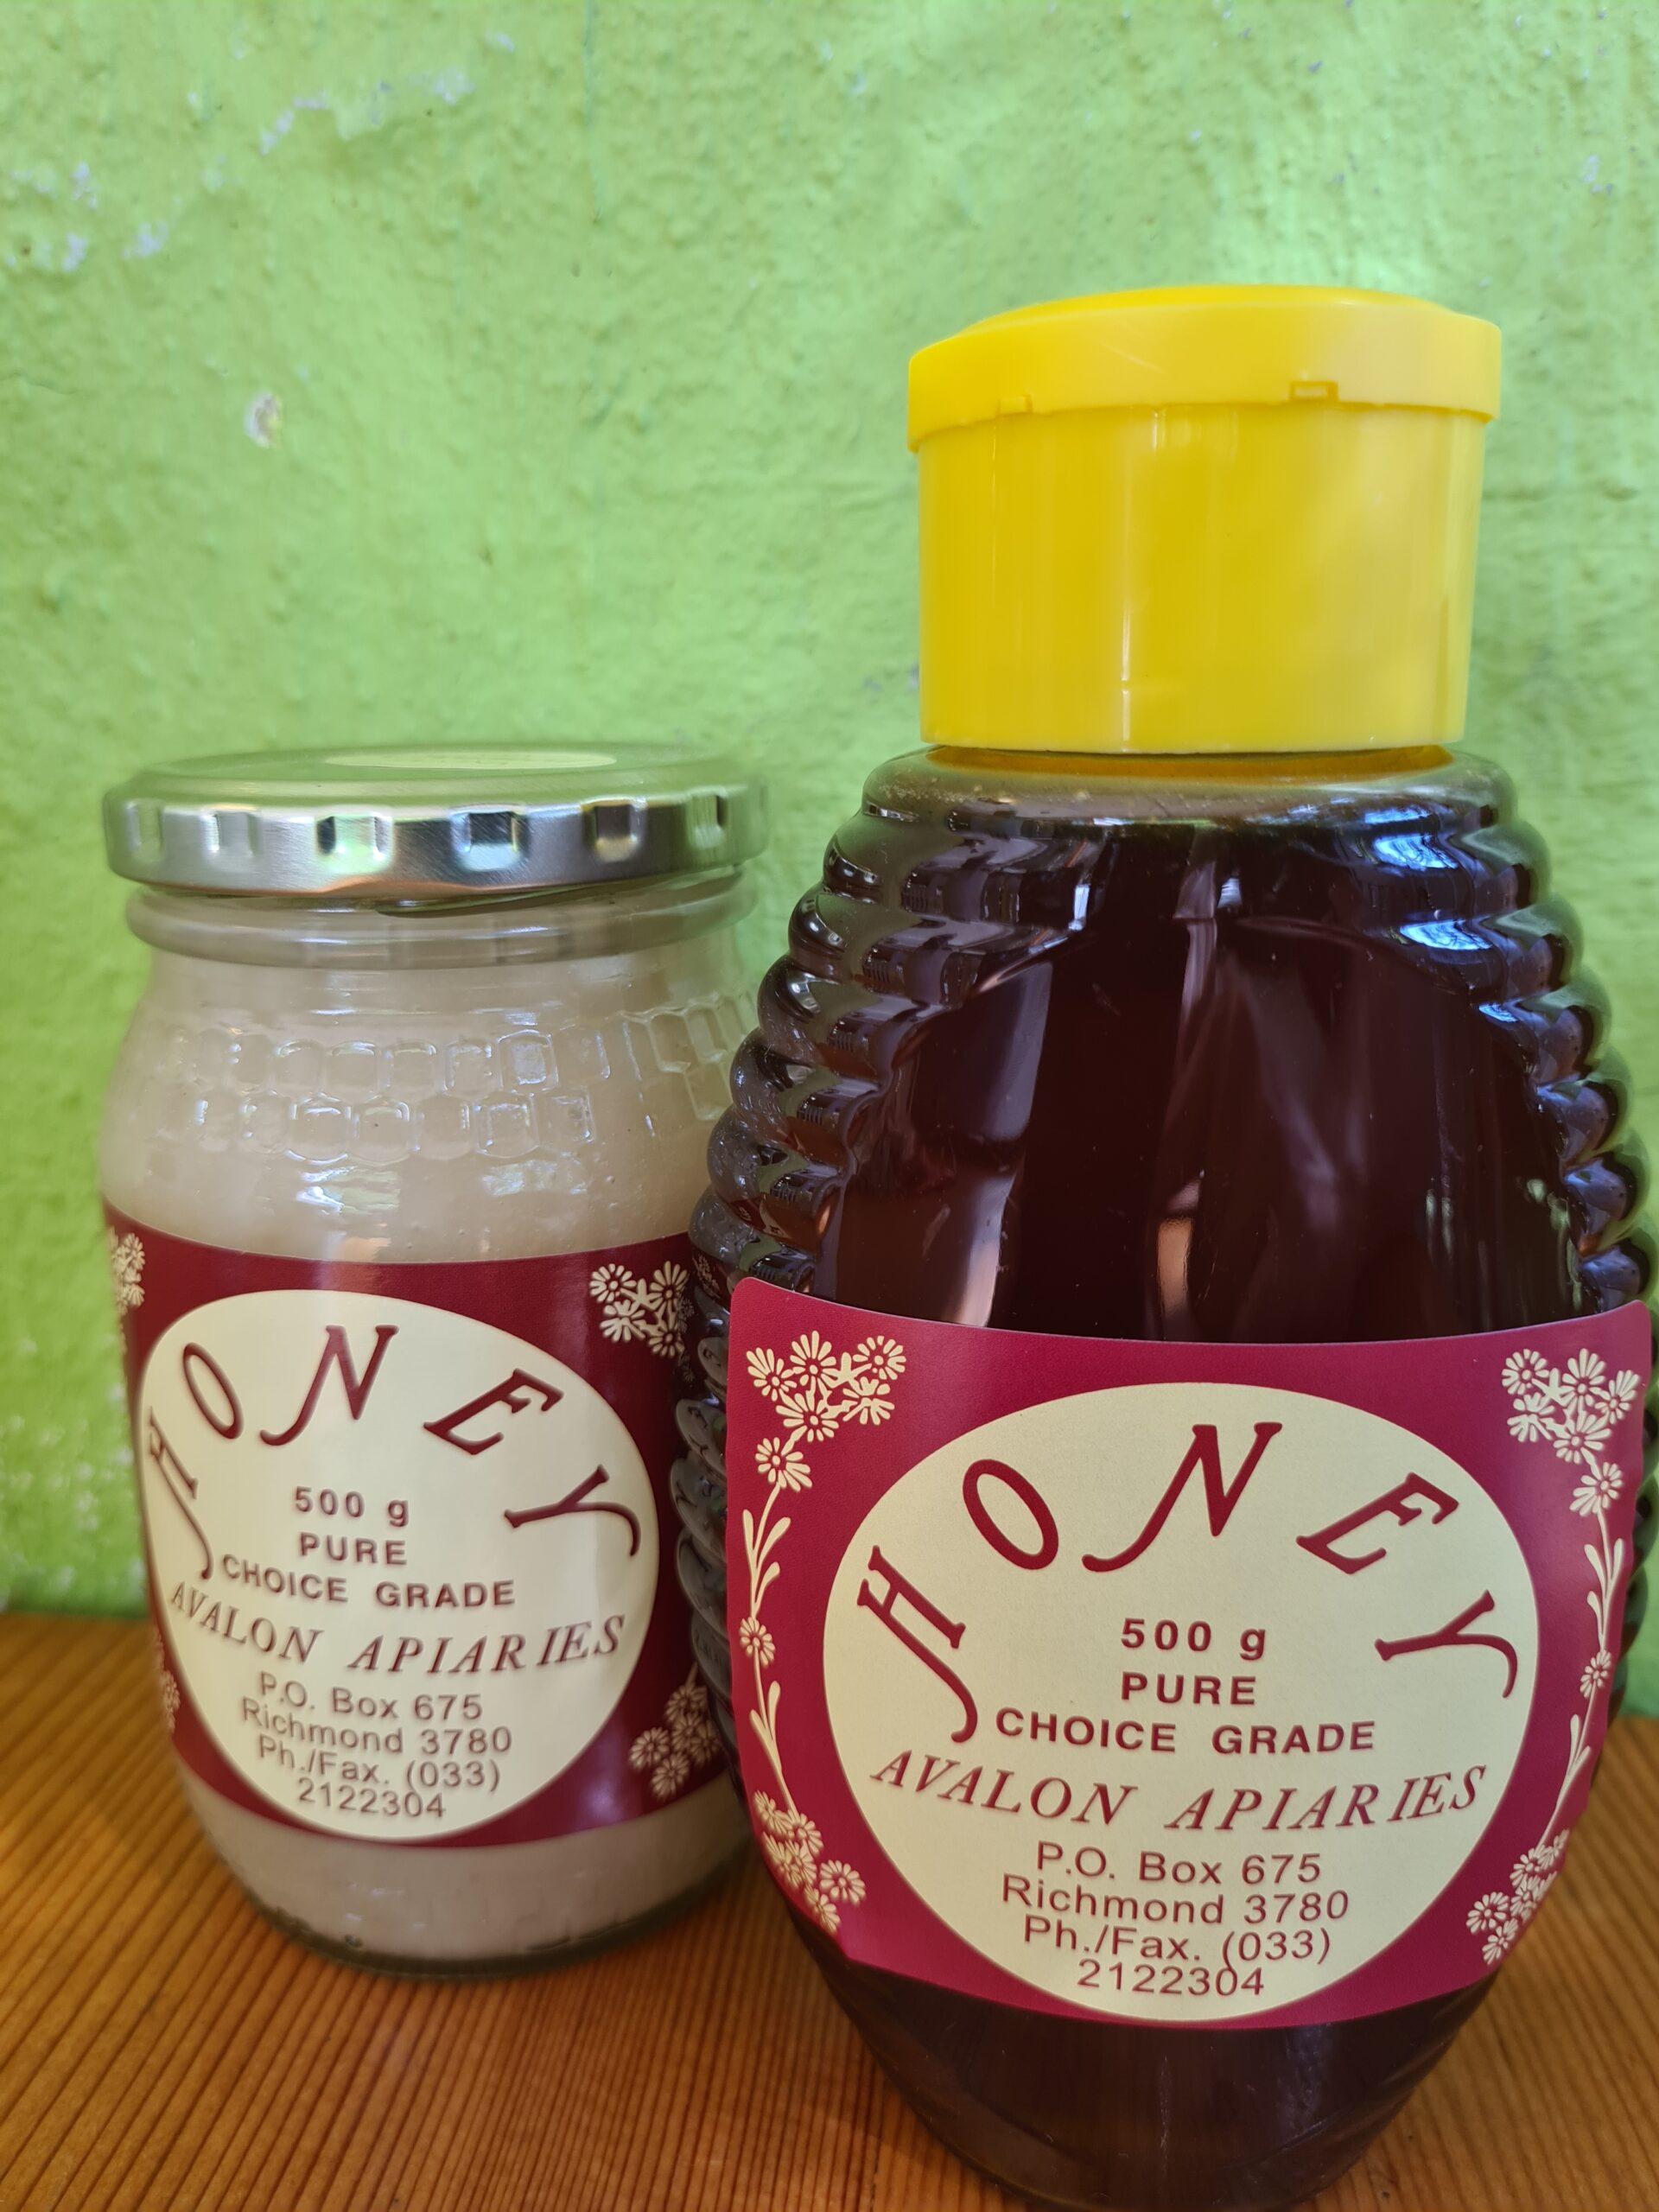 HONEY
500 g
PURE
CHOICE GRADE
AVALON APIARIES
P.O. Box 675
Richmond 3780
Ph./Fax. (033)
2122304
HONEY
500 g
PURE
CHOICE GRADE
AVALON APIARIES
P.O. Box 675
Richmond 3780
Ph./Fax. (033)
2122304